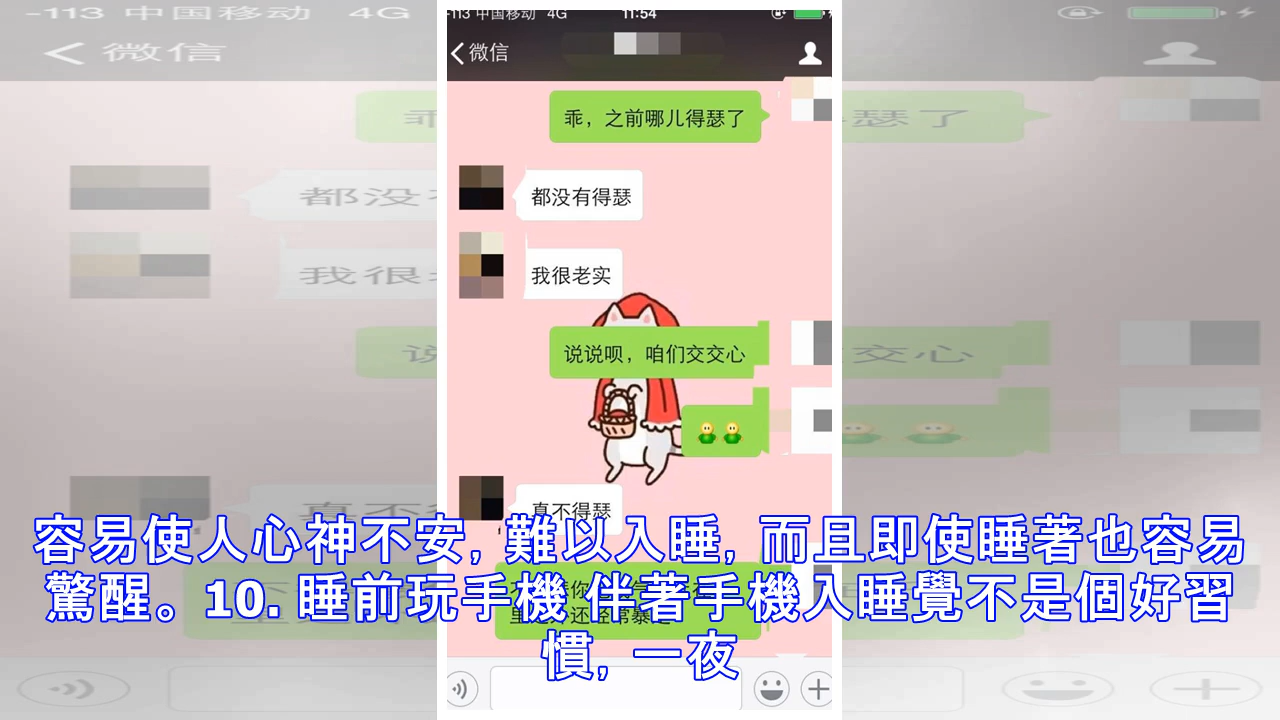 -113 中国移动 4G 11:54
微信
乖，之前哪儿得瑟了
都没有得瑟
我很老实
说说呗，咱们交交心
真不得瑟
容易使人心神不安, 難以入睡, 而且即使睡著也容易
驚醒。10. 睡前玩手機 伴著手機入睡覺不是個好習
慣, 一夜